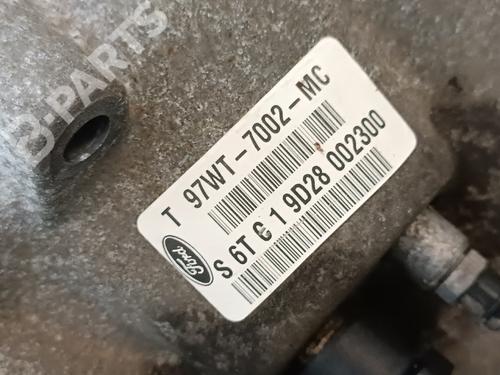 B-PARTS
T 97WT-7002-MC
Ford
S 6T C 1 9D28 002300